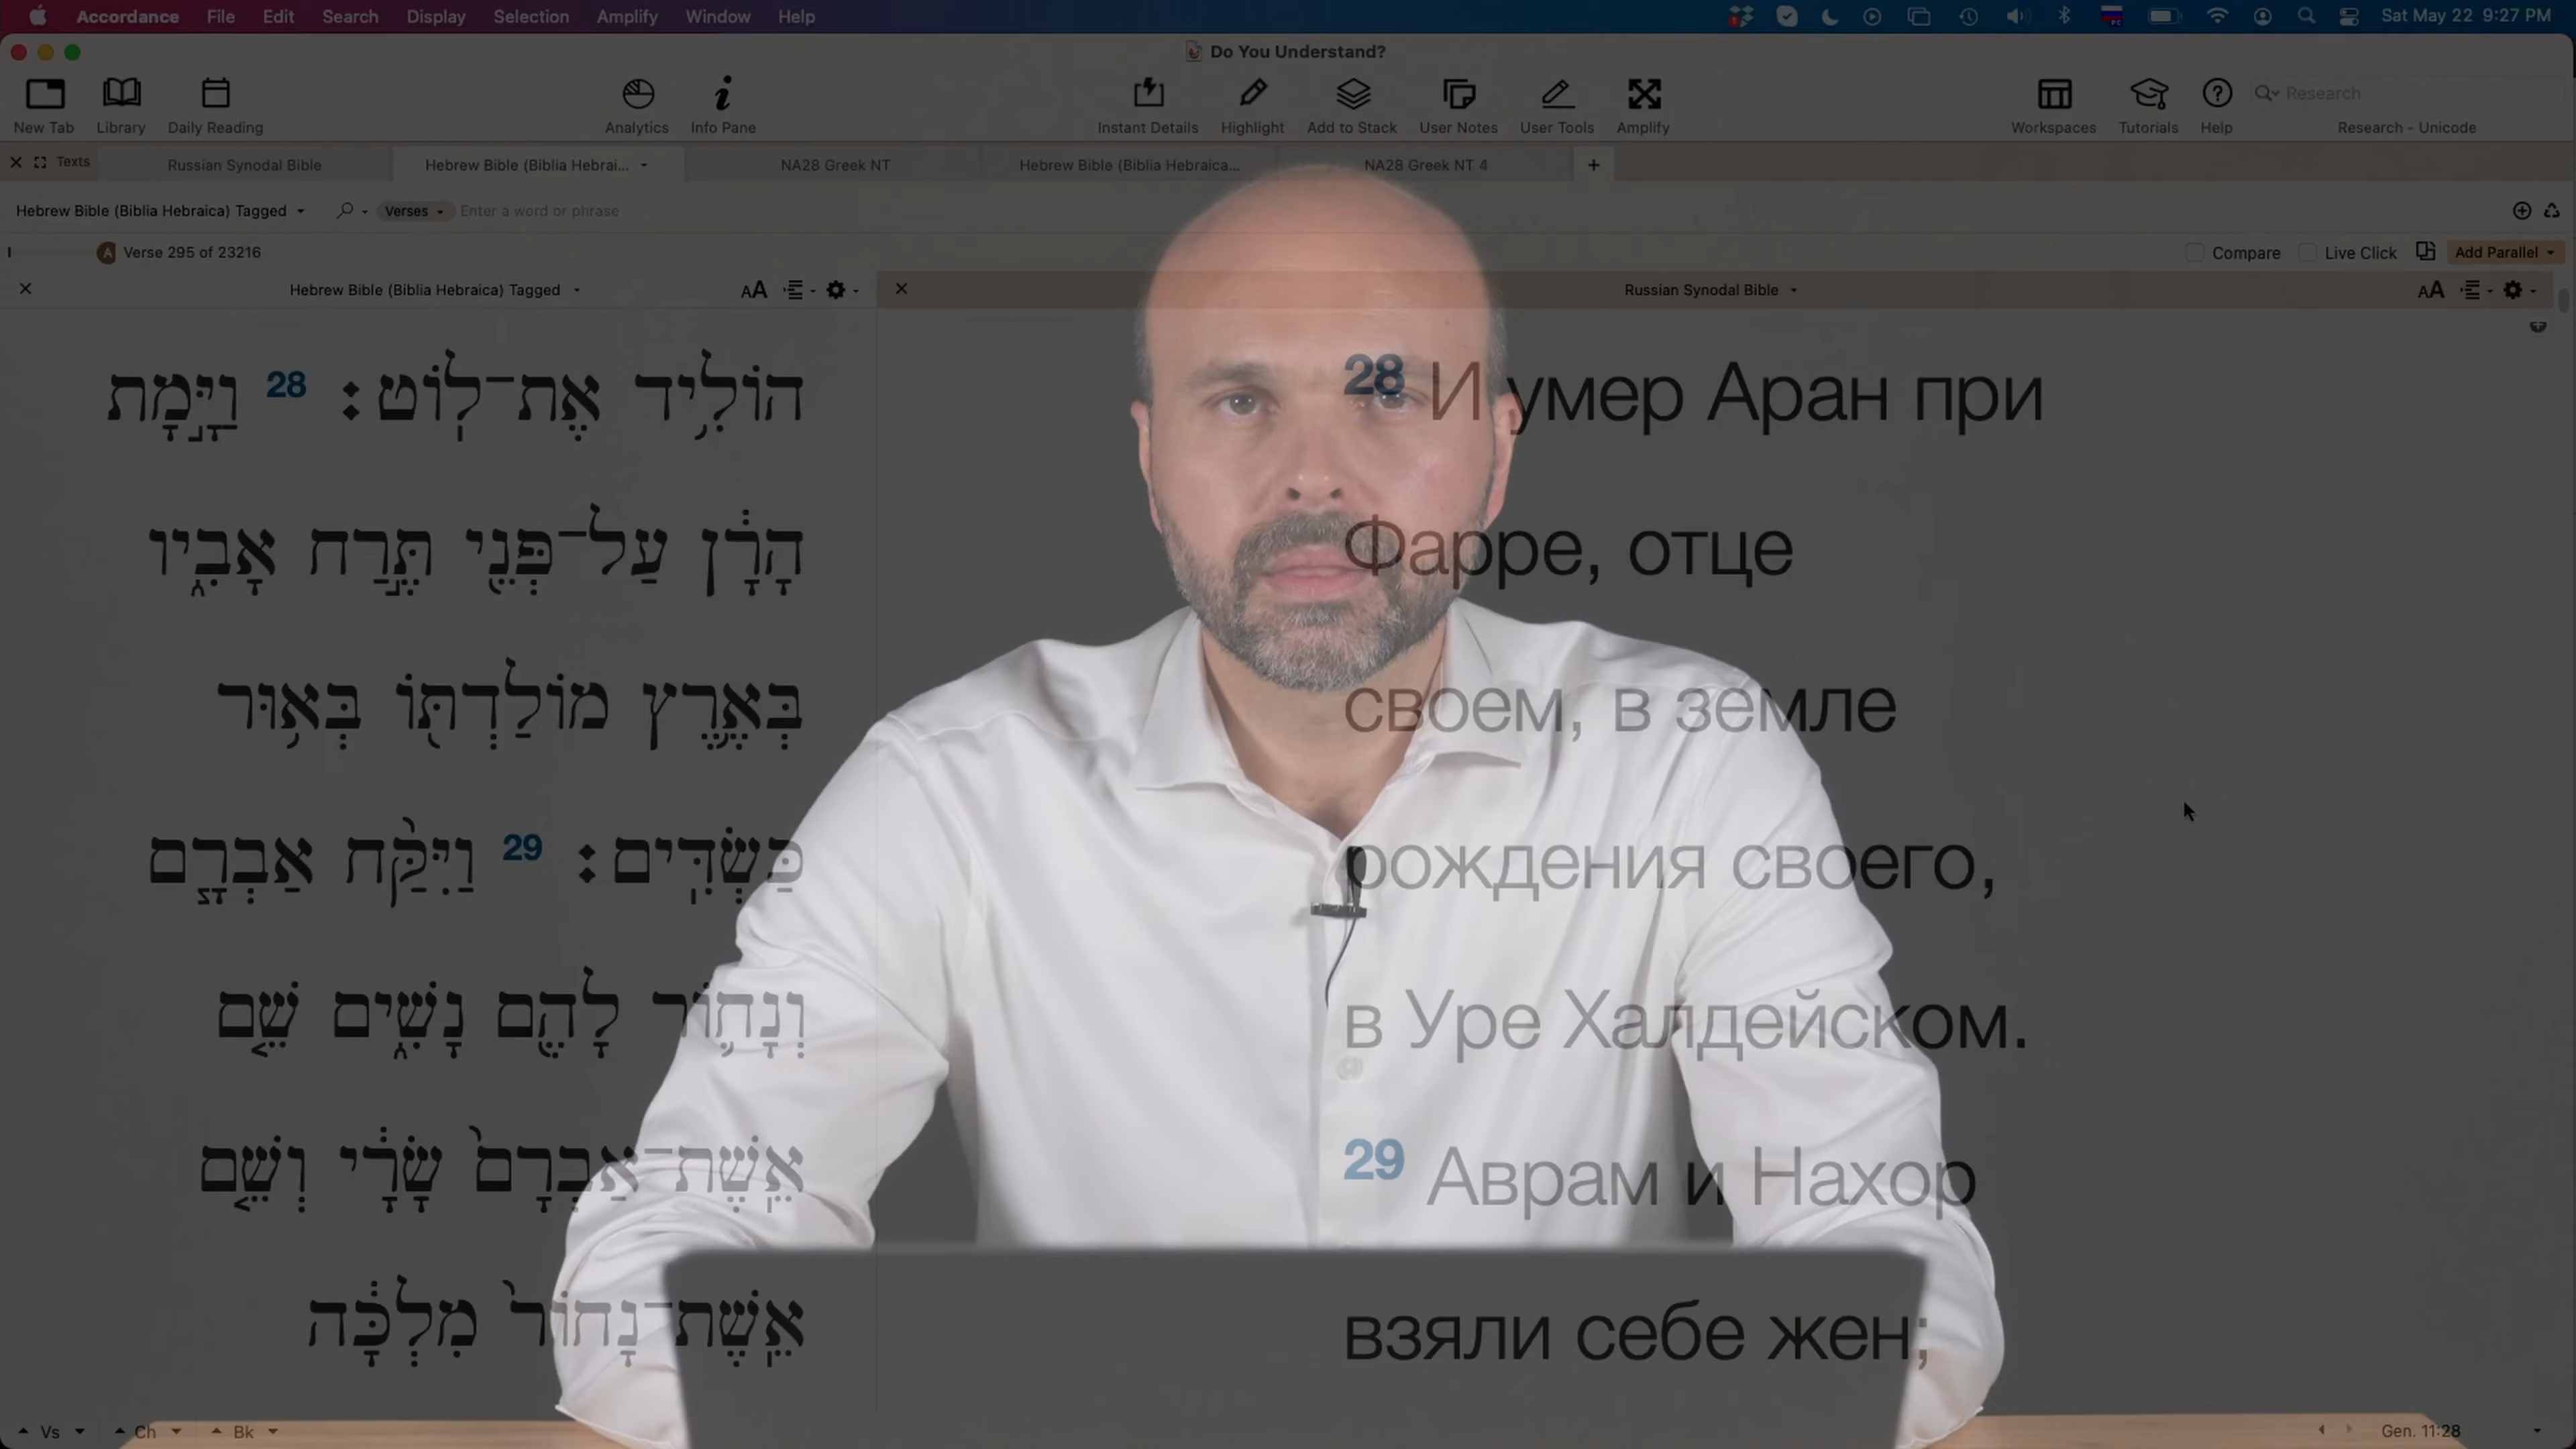 Accordance File Edit Search Display Selection Amplify Window Help Sat May 22 9:27 PM
Do You Understand?
New Tab Library Daily Reading Analytics Info Pane Instant Details Highlight Add to Stack User Notes User Tools Amplify Workspaces Tutorials Help Research
Research - Unicode
Texts Russian Synodal Bible Hebrew Bible (Biblia Hebrai... NA28 Greek NT Hebrew Bible (Biblia Hebraica... NA28 Greek NT 4 +
Hebrew Bible (Biblia Hebraica) Tagged Verses Enter a word or phrase
A Verse 295 of 23216 Compare Live Click Add Parallel
Hebrew Bible (Biblia Hebraica) Tagged AA Russian Synodal Bible AA
הוֹלִ֥יד אֶת־לֽוֹט׃ 28 וַיָּ֣מָת
הָרָ֔ן עַל־פְּנֵ֖י תֶּ֣רַח אָבִ֑יו
בְּאֶ֥רֶץ מוֹלַדְתּ֖וֹ בְּא֥וּר
כַּשְׂדִּֽים׃ 29 וַיִּקַּ֨ח אַבְרָ֧ם
וְנָח֛וֹר לָהֶ֖ם נָשִׁ֑ים שֵׁ֤ם
אֵֽשֶׁת־אַבְרָם֙ שָׂרָ֔י וְשֵׁ֤ם
אֵֽשֶׁת־נָחוֹר֙ מִלְכָּ֔ה
28 И умер Аран при
Фарре, отце
своем, в земле
рождения своего,
в Уре Халдейском.
29 Аврам и Нахор
взяли себе жен;
Vs Ch Bk Gen. 11:28